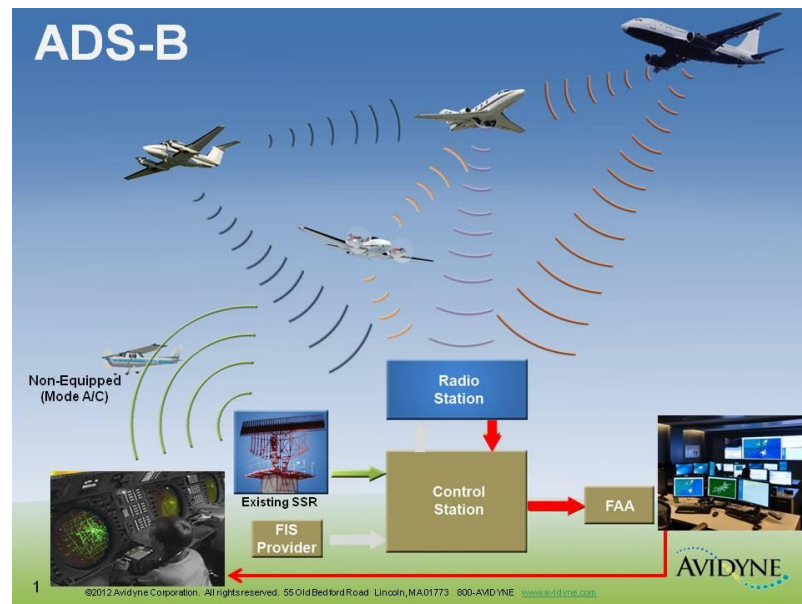 ADS-B
Non-Equipped
(Mode A/C)
Radio
Station
Existing SSR
Control
Station
FAA
FIS
Provider
AVIDYNE
1
©2012 Avidyne Corporation. All rights reserved. 55 Old Bedford Road Lincoln, MA 01773 800-AVIDYNE www.avidyne.com